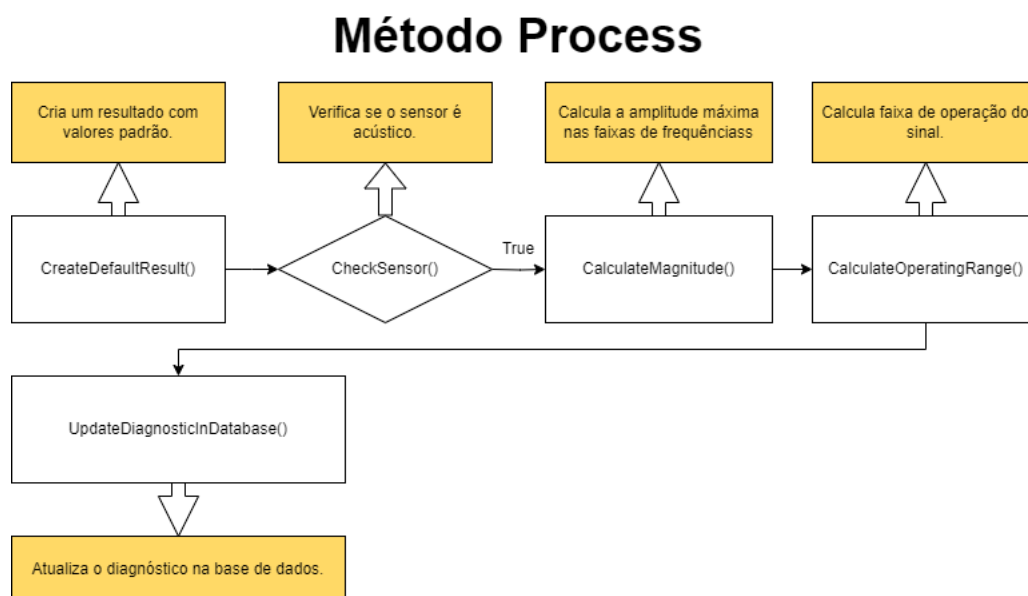 Método Process
Cria um resultado com
valores padrão.
Verifica se o sensor é
acústico.
Calcula a amplitude máxima
nas faixas de frequênciass
Calcula faixa de operação do
sinal.
CreateDefaultResult()
CheckSensor()
True
CalculateMagnitude()
CalculateOperatingRange()
UpdateDiagnosticInDatabase()
Atualiza o diagnóstico na base de dados.